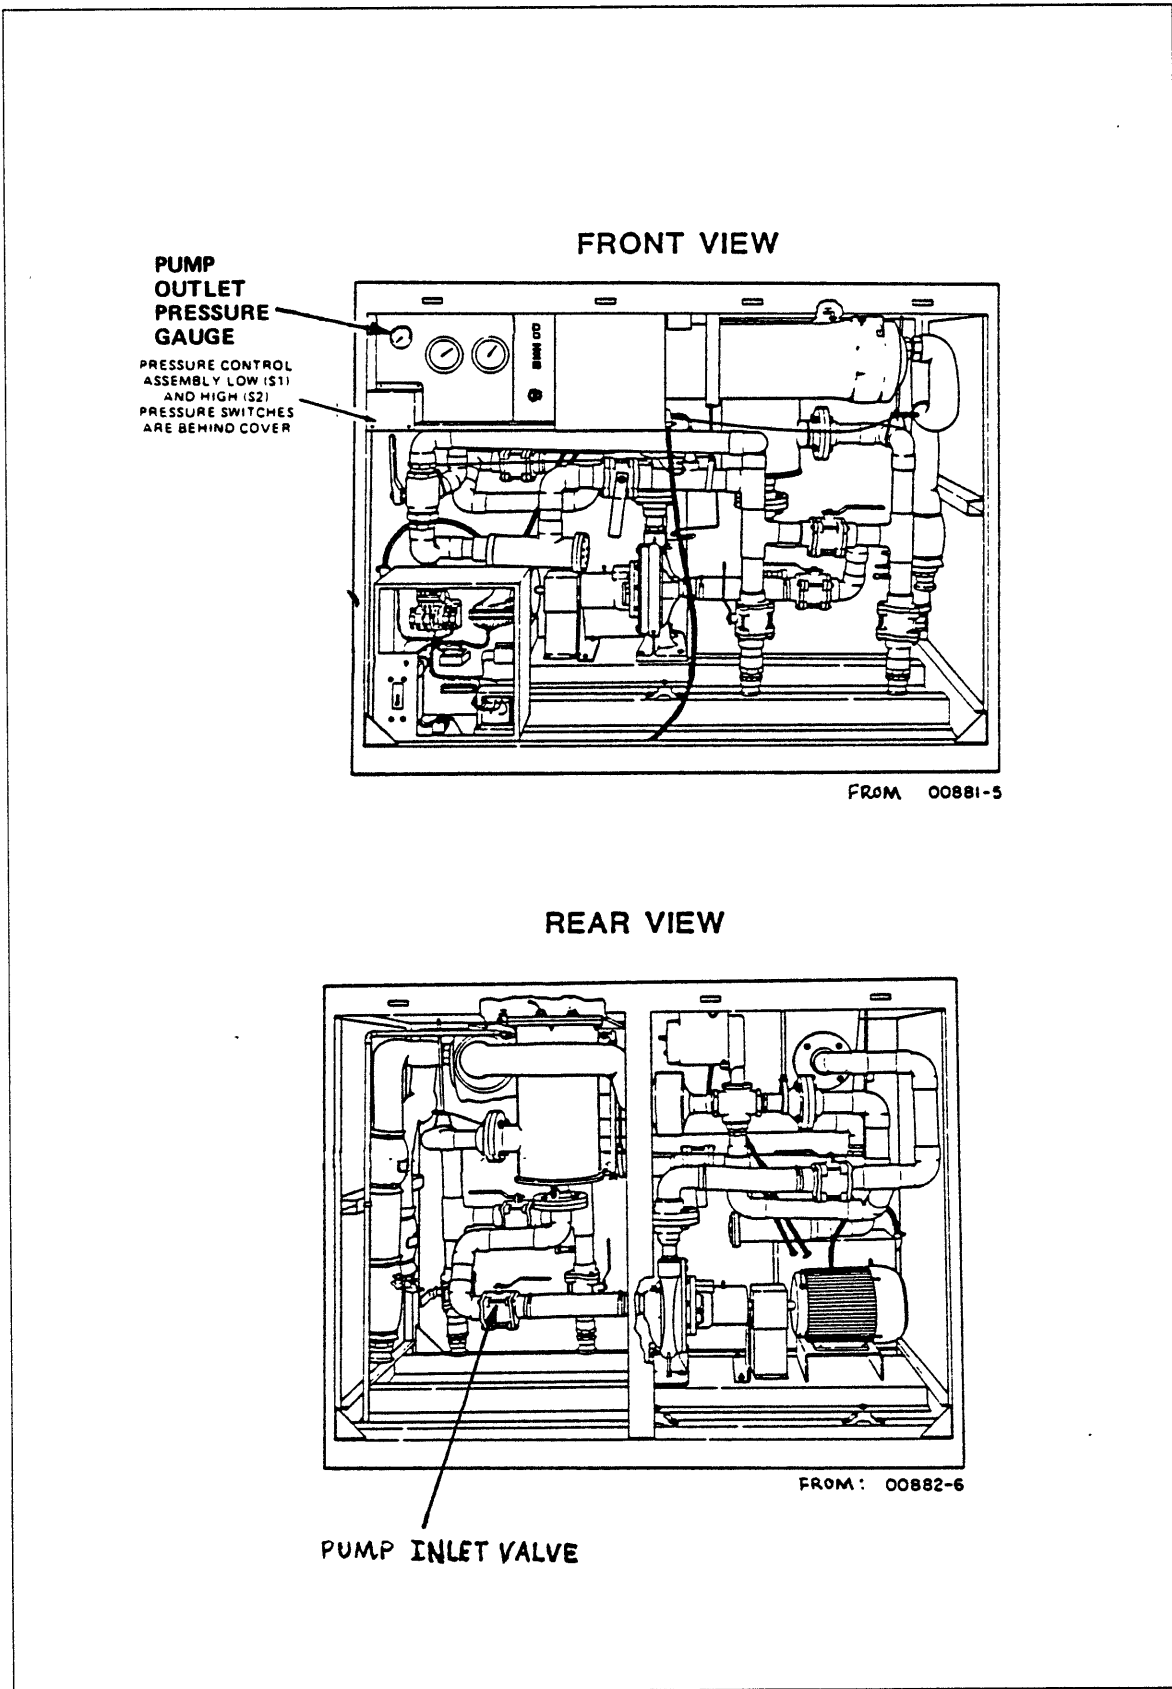 FRONT VIEW
PUMP
OUTLET
PRESSURE
GAUGE
PRESSURE CONTROL
ASSEMBLY LOW (S1)
AND HIGH (S2)
PRESSURE SWITCHES
ARE BEHIND COVER
FROM 00881-5
REAR VIEW
FROM: 00882-6
PUMP INLET VALVE